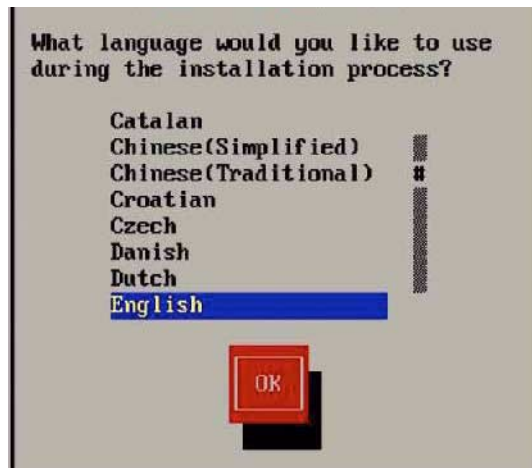 What language would you like to use
during the installation process?
Catalan
Chinese(Simplified)
Chinese(Traditional) #
Croatian
Czech
Danish
Dutch
English
OK